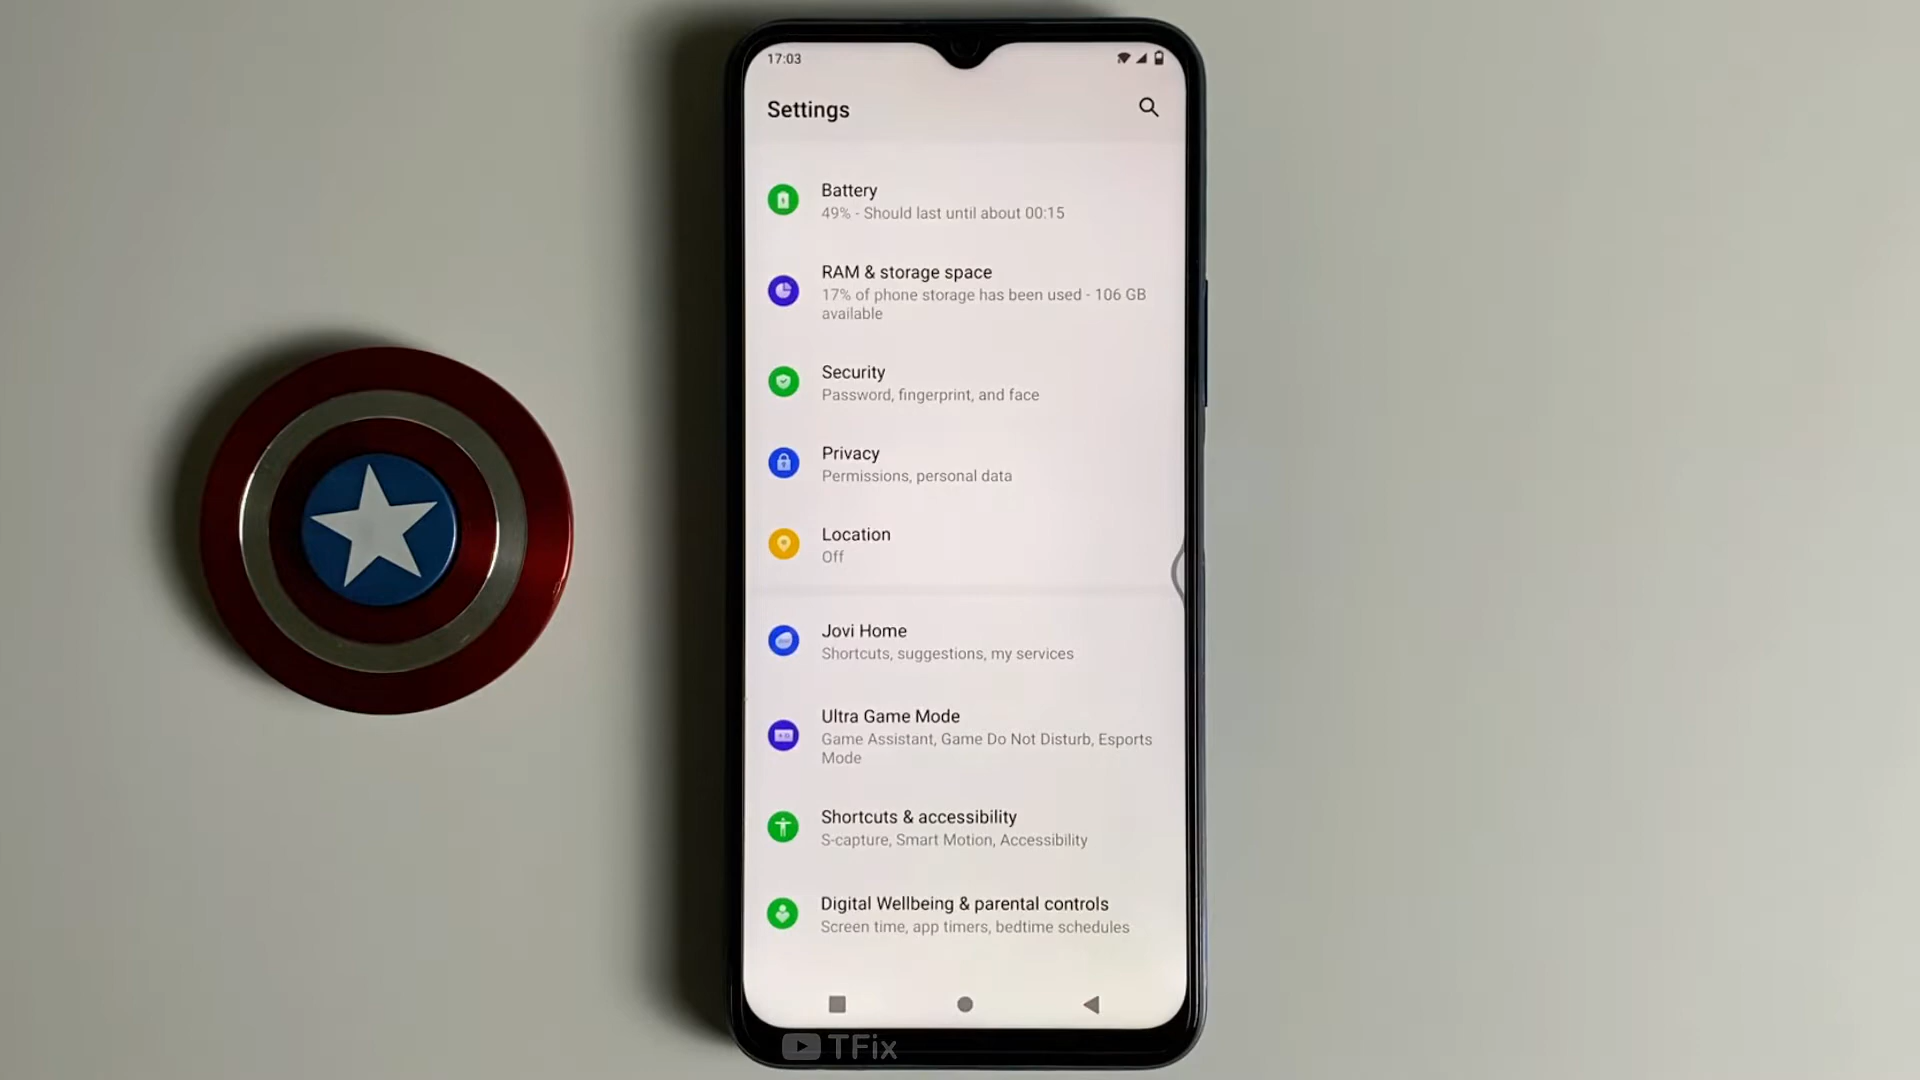 17:03
Settings
Battery
49% - Should last until about 00:15
RAM & storage space
17% of phone storage has been used - 106 GB
available
Security
Password, fingerprint, and face
Privacy
Permissions, personal data
Location
Off
Jovi Home
Shortcuts, suggestions, my services
Ultra Game Mode
Game Assistant, Game Do Not Disturb, Esports
Mode
Shortcuts & accessibility
S-capture, Smart Motion, Accessibility
Digital Wellbeing & parental controls
Screen time, app timers, bedtime schedules
TFix